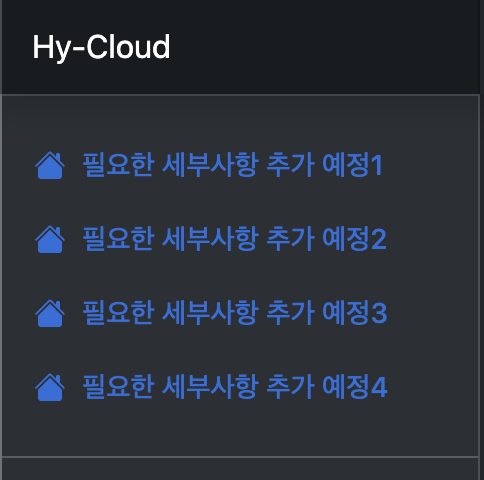 Hy-Cloud
필요한 세부사항 추가 예정1
필요한 세부사항 추가 예정2
필요한 세부사항 추가 예정3
필요한 세부사항 추가 예정4